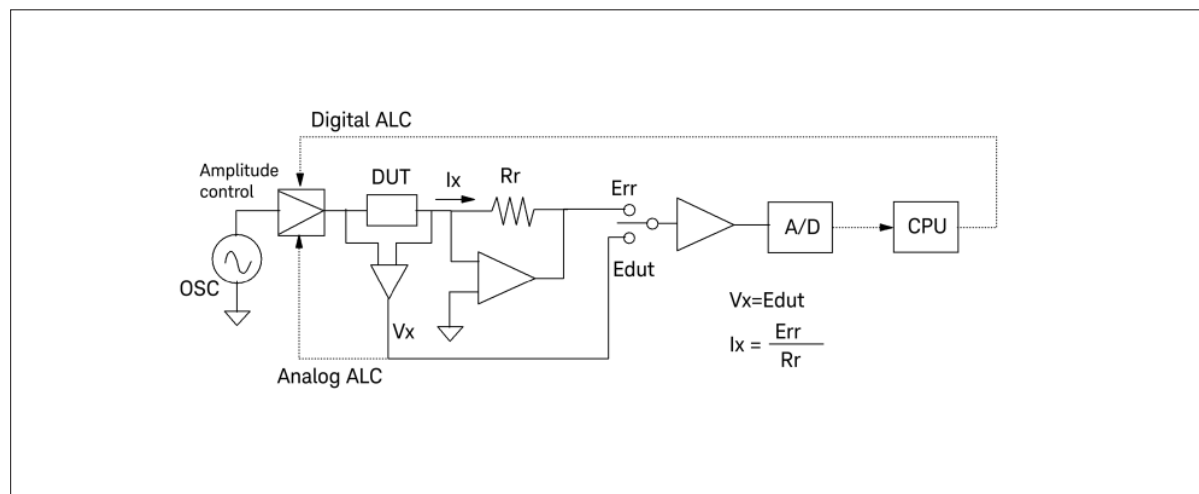 Digital ALC
Amplitude
control
DUT
Ix
Rr
Err
A/D
CPU
OSC
Edut
Vx
Vx=Edut
Ix = Err
Rr
Analog ALC